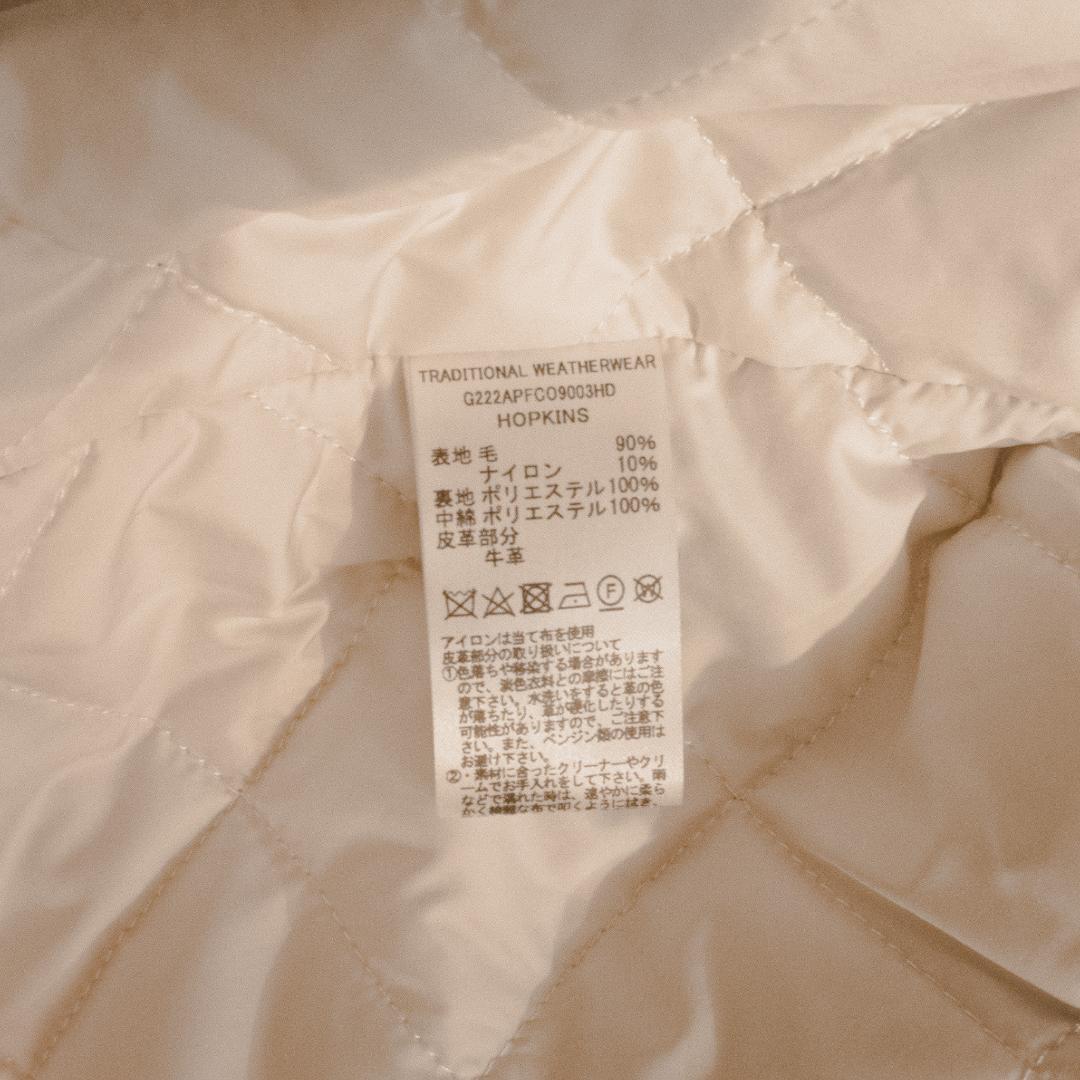 TRADITIONAL WEATHERWEAR
G222APFCO9003HD
HOPKINS
表地 毛 90%
ナイロン 10%
裏地 ポリエステル 100%
中綿 ポリエステル 100%
皮革部分
牛革
F
W
アイロンは当て布を使用
皮革部分の取り扱いについて
①色落ちや移染する場合があります
ので、淡色衣料との摩擦にはご注
意下さい。水洗いをすると革の色
が落ちたり、革が硬化したりする
可能性がありますので、ご注意下
さい。また、ベンジン類の使用は
お避け下さい。
②・素材に合ったクリーナーやクリ
ームでお手入れをして下さい。雨
などで濡れた時は、速やかに柔ら
かく綺麗な布で叩くように拭き、